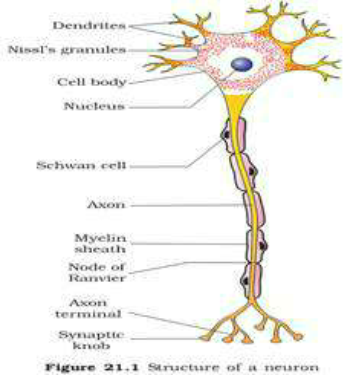 Dendrites
Nissl's granules
Cell body
Nucleus
Schwan cell
Axon
Myelin
sheath
Node of
Ranvier
Axon
terminal
Synaptic
knob
Figure 21.1 Structure of a neuron